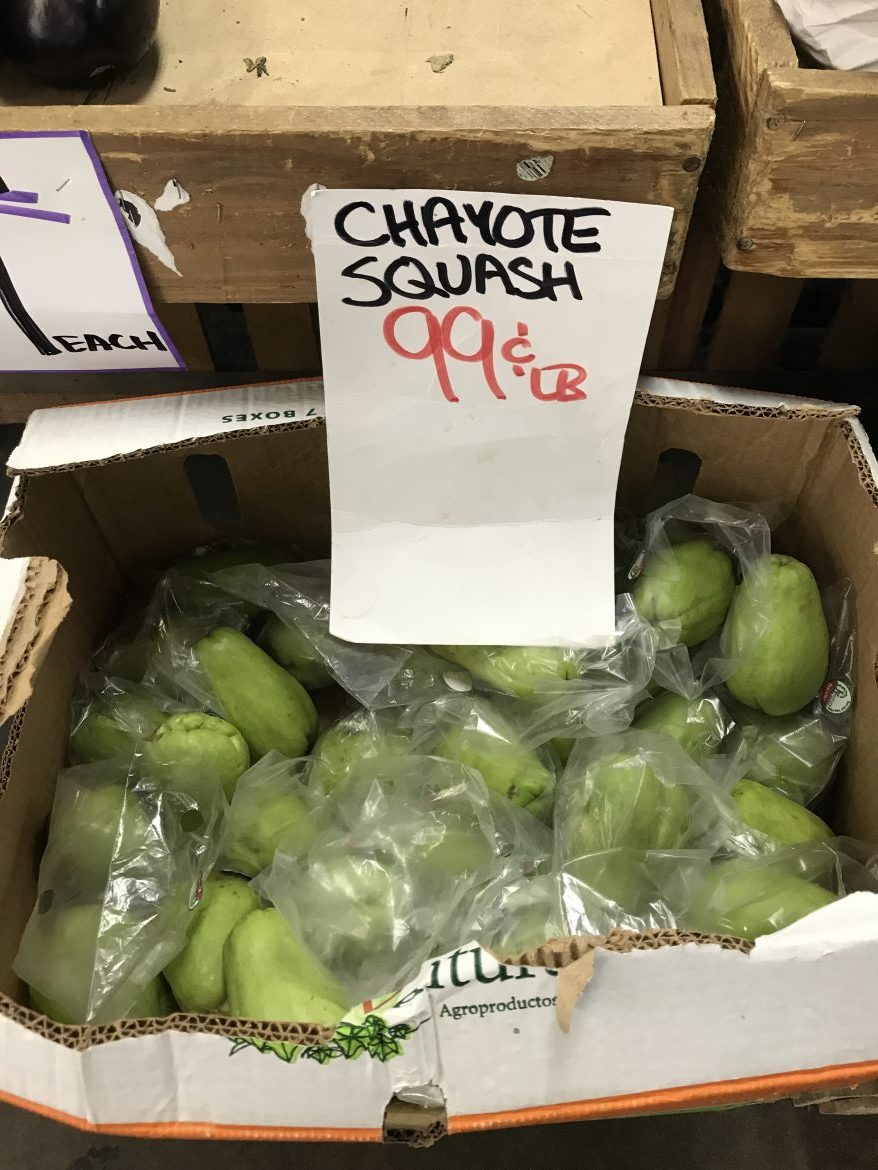 CHAYOTE
SQUASH
99¢ LB
EACH
7 BOXES
Agroproductos